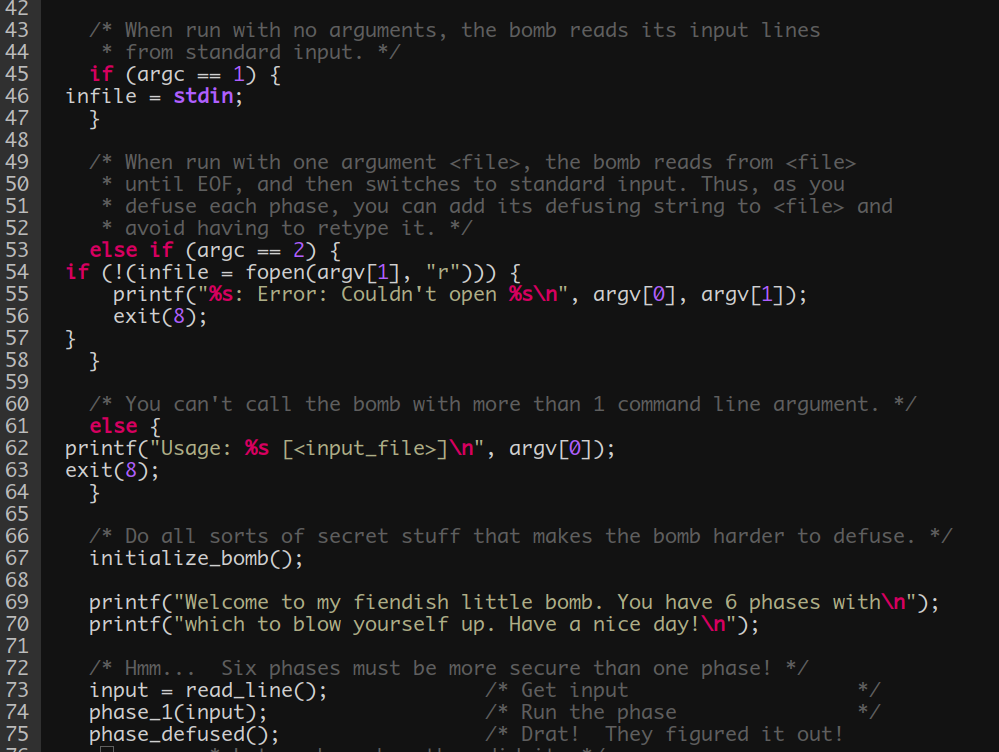 42
43 /* When run with no arguments, the bomb reads its input lines
44 * from standard input. */
45 if (argc == 1) {
46 infile = stdin;
47 }
48
49 /* When run with one argument <file>, the bomb reads from <file>
50 * until EOF, and then switches to standard input. Thus, as you
51 * defuse each phase, you can add its defusing string to <file> and
52 * avoid having to retype it. */
53 else if (argc == 2) {
54 if (!(infile = fopen(argv[1], "r"))) {
55 printf("%s: Error: Couldn't open %s\n", argv[0], argv[1]);
56 exit(8);
57 }
58 }
59
60 /* You can't call the bomb with more than 1 command line argument. */
61 else {
62 printf("Usage: %s [<input_file>]\n", argv[0]);
63 exit(8);
64 }
65
66 /* Do all sorts of secret stuff that makes the bomb harder to defuse. */
67 initialize_bomb();
68
69 printf("Welcome to my fiendish little bomb. You have 6 phases with\n");
70 printf("which to blow yourself up. Have a nice day!\n");
71
72 /* Hmm...  Six phases must be more secure than one phase! */
73 input = read_line();             /* Get input                   */
74 phase_1(input);                  /* Run the phase               */
75 phase_defused();                 /* Drat!  They figured it out!